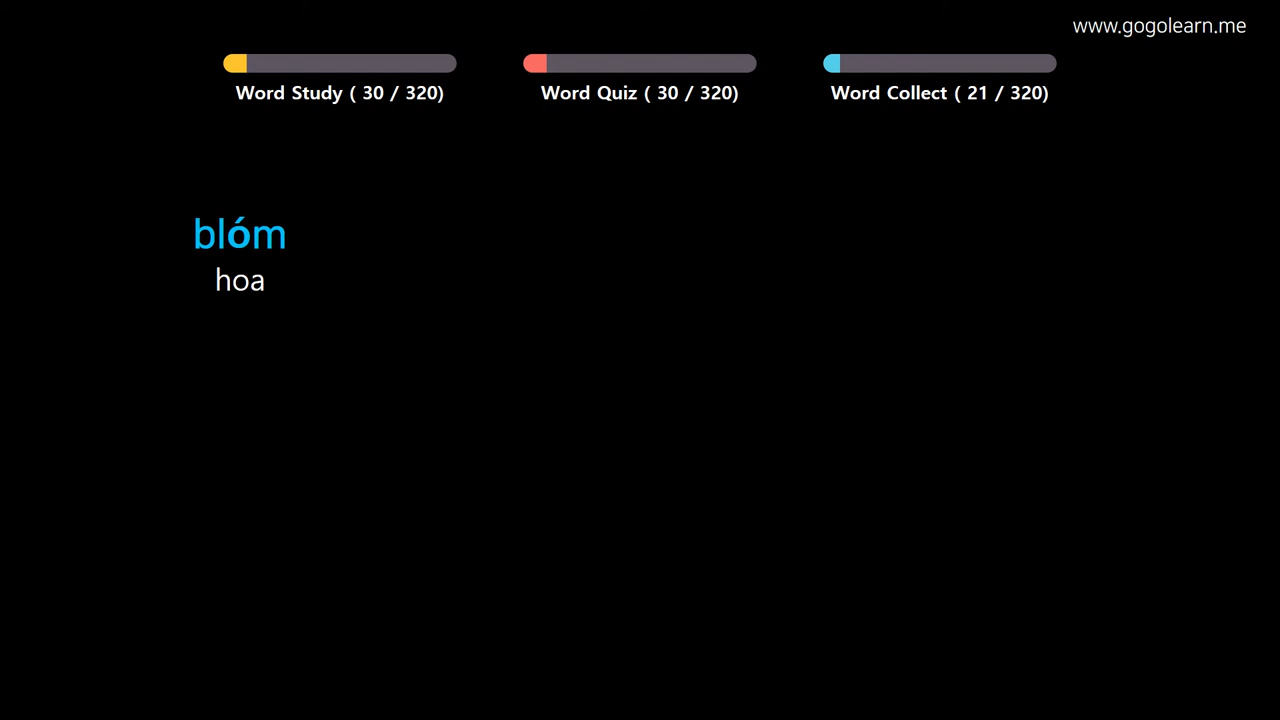 www.gogolearn.me
Word Study ( 30 / 320)
Word Quiz ( 30 / 320)
Word Collect ( 21 / 320)
blóm
hoa